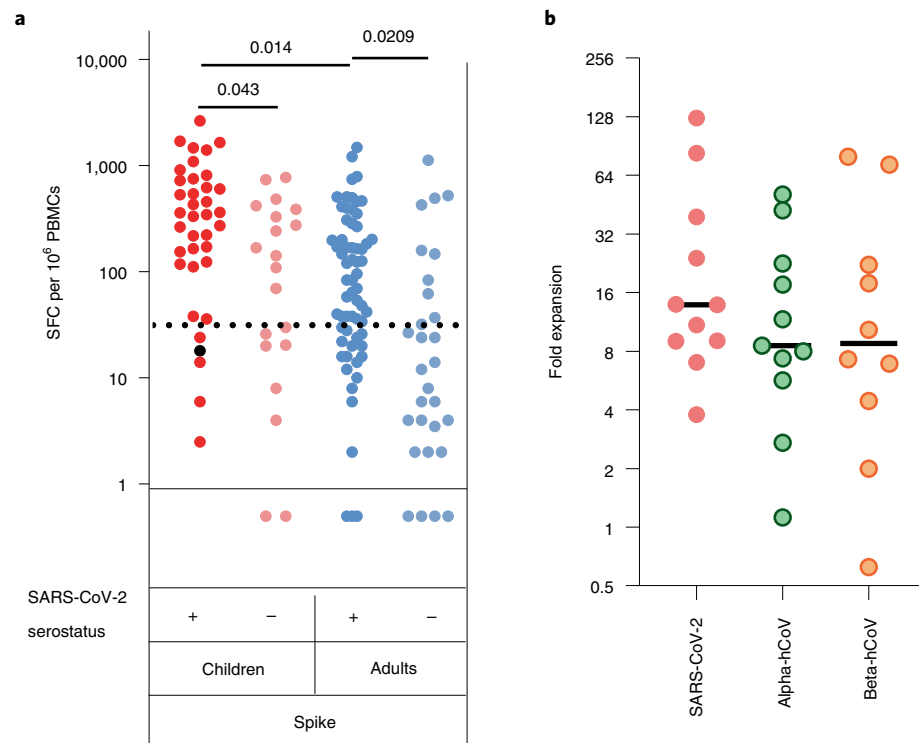 a
10,000
1,000
100
10
1
SFC per 10⁶ PBMCs
0.014
0.0209
0.043
SARS-CoV-2
serostatus
+ − + −
Children Adults
Spike
b
256
128
64
32
16
8
4
2
1
0.5
Fold expansion
SARS-CoV-2
Alpha-hCoV
Beta-hCoV